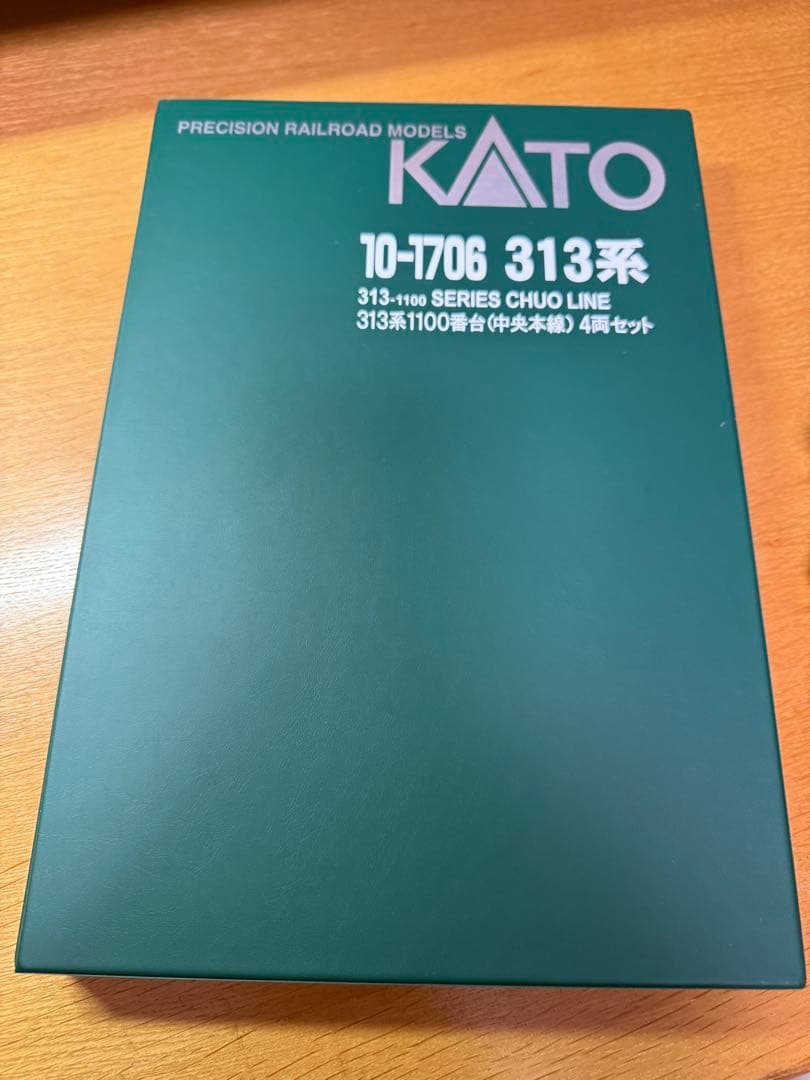 PRECISION RAILROAD MODELS
KATO
10-1706 313系
313-1100 SERIES CHUO LINE
313系1100番台(中央本線) 4両セット